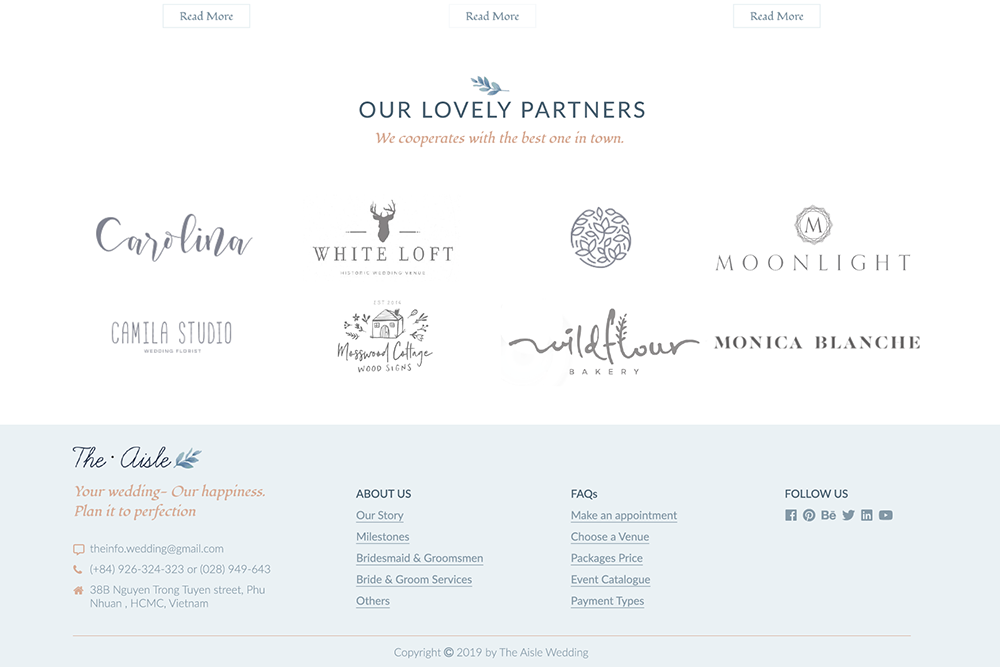 Read More
Read More
Read More
OUR LOVELY PARTNERS
We cooperates with the best one in town.
Carolina
WHITE LOFT
HISTORIC WEDDING VENUE
M
MOONLIGHT
CAMILA STUDIO
WEDDING FLORIST
Mosswood Cottage
WOOD SIGNS
wildflour
BAKERY
MONICA BLANCHE
The · Aisle
Your wedding- Our happiness.
Plan it to perfection
theinfo.wedding@gmail.com
(+84) 926-324-323 or (028) 949-643
38B Nguyen Trong Tuyen street, Phu
Nhuan , HCMC, Vietnam
ABOUT US
Our Story
Milestones
Bridesmaid & Groomsmen
Bride & Groom Services
Others
FAQs
Make an appointment
Choose a Venue
Packages Price
Event Catalogue
Payment Types
FOLLOW US
Bē
Copyright © 2019 by The Aisle Wedding